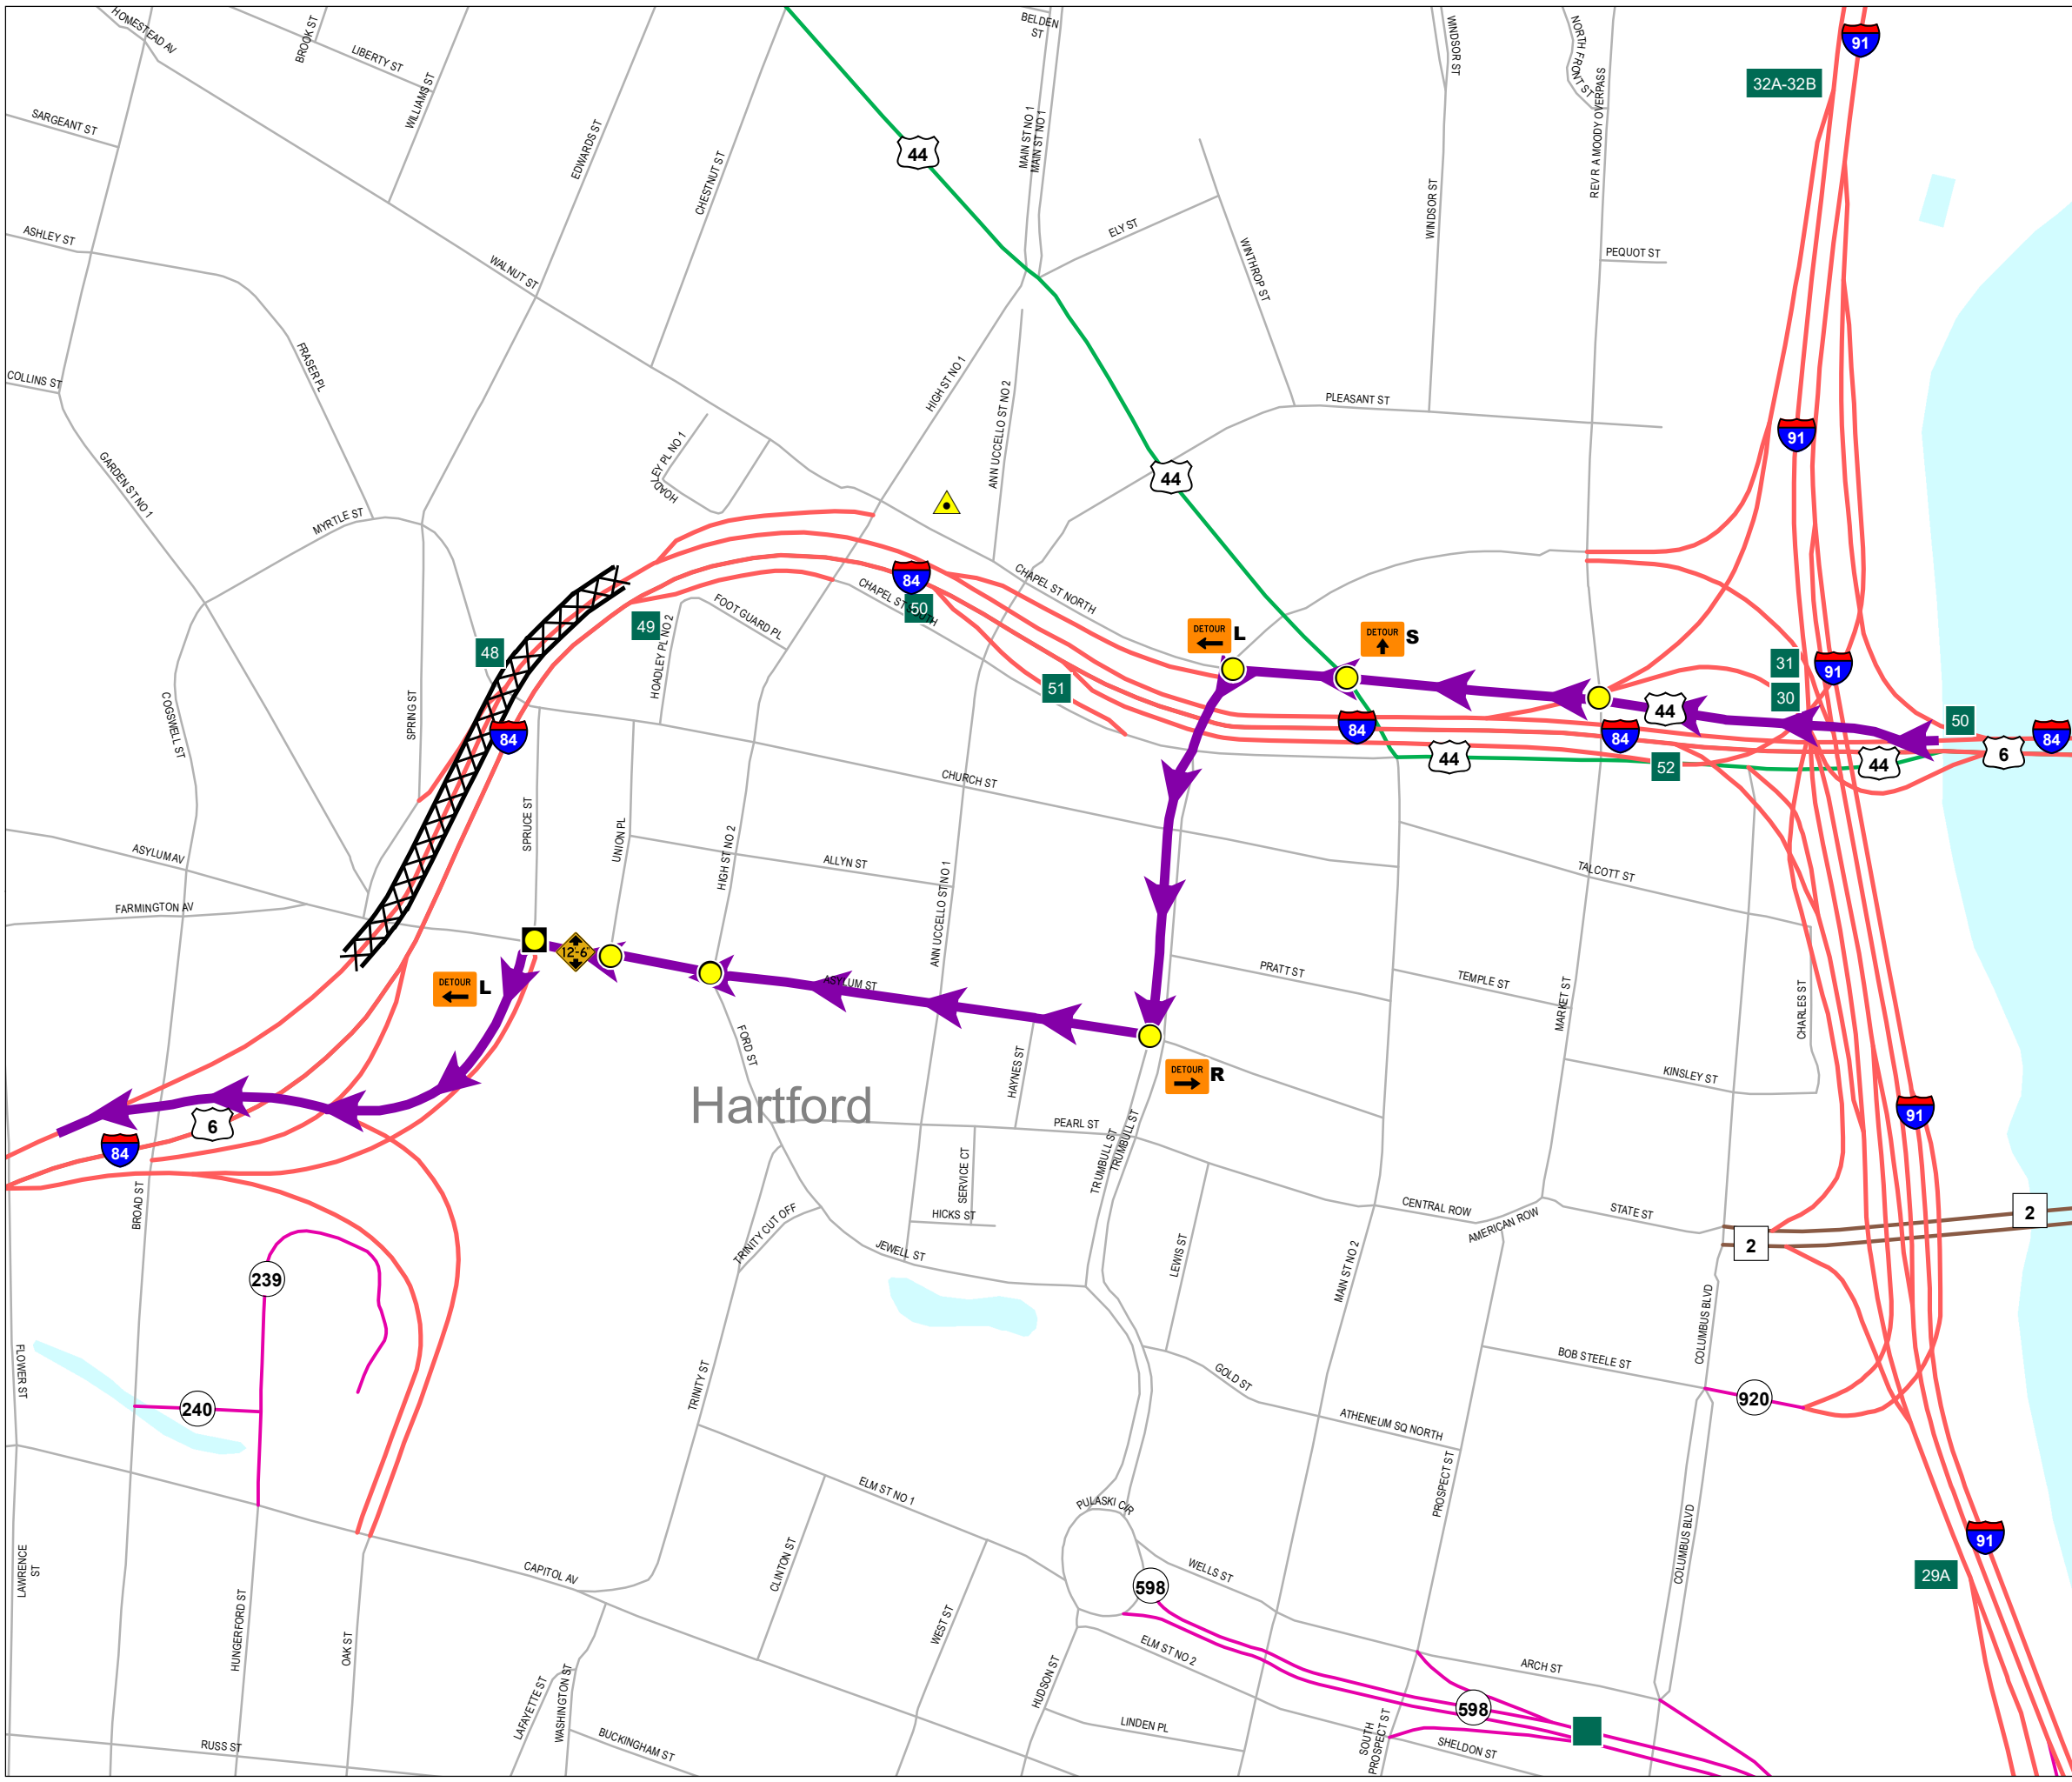 HOMESTEAD AV
BROOK ST
LIBERTY ST
WILLIAMS ST
BELDEN
ST
WINDSOR ST
NORTH FRONT ST
91
32A-32B
SARGEANT ST
EDWARDS ST
CHESTNUT ST
44
MAIN ST NO 1
MAIN ST NO 1
REV R A MOODY OVERPASS
ASHLEY ST
WALNUT ST
ELY ST
WINTHROP ST
WINDSOR ST
PEQUOT ST
COLLINS ST
FRASER PL
HIGH ST NO 1
ANN UCCELLO ST NO 2
PLEASANT ST
91
GARDEN ST NO 1
MYRTLE ST
HOADLEY PL NO 1
44
84
50
CHAPEL ST NORTH
CHAPEL ST SOUTH
FOOT GUARD PL
49
48
HOADLEY PL NO 2
DETOUR
L
DETOUR
S
31
30
91
51
COGSWELL ST
SPRING ST
84
84
44
84
50
84
6
44
44
52
CHURCH ST
SPRUCE ST
UNION PL
HIGH ST NO 2
ALLYN ST
ANN UCCELLO ST NO 1
ASYLUM AV
FARMINGTON AV
TALCOTT ST
12-6
DETOUR
L
ASYLUM ST
PRATT ST
TEMPLE ST
MARKET ST
CHARLES ST
FORD ST
HAYNES ST
DETOUR
R
KINSLEY ST
Hartford
6
84
PEARL ST
TRUMBULL ST
TRUMBULL ST
91
BROAD ST
SERVICE CT
HICKS ST
TRINITY CUT OFF
JEWELL ST
LEWIS ST
CENTRAL ROW
AMERICAN ROW
STATE ST
2
2
239
MAIN ST NO 2
COLUMBUS BLVD
FLOWER ST
240
TRINITY ST
GOLD ST
BOB STEELE ST
920
ATHENEUM SQ NORTH
PROSPECT ST
ELM ST NO 1
PULASKI CIR
91
29A
LAWRENCE
ST
CAPITOL AV
CLINTON ST
WELLS ST
COLUMBUS BLVD
598
HUNGERFORD ST
OAK ST
WEST ST
ELM ST NO 2
ARCH ST
LAFAYETTE ST
WASHINGTON ST
HUDSON ST
598
RUSS ST
BUCKINGHAM ST
LINDEN PL
SOUTH
PROSPECT ST
SHELDON ST